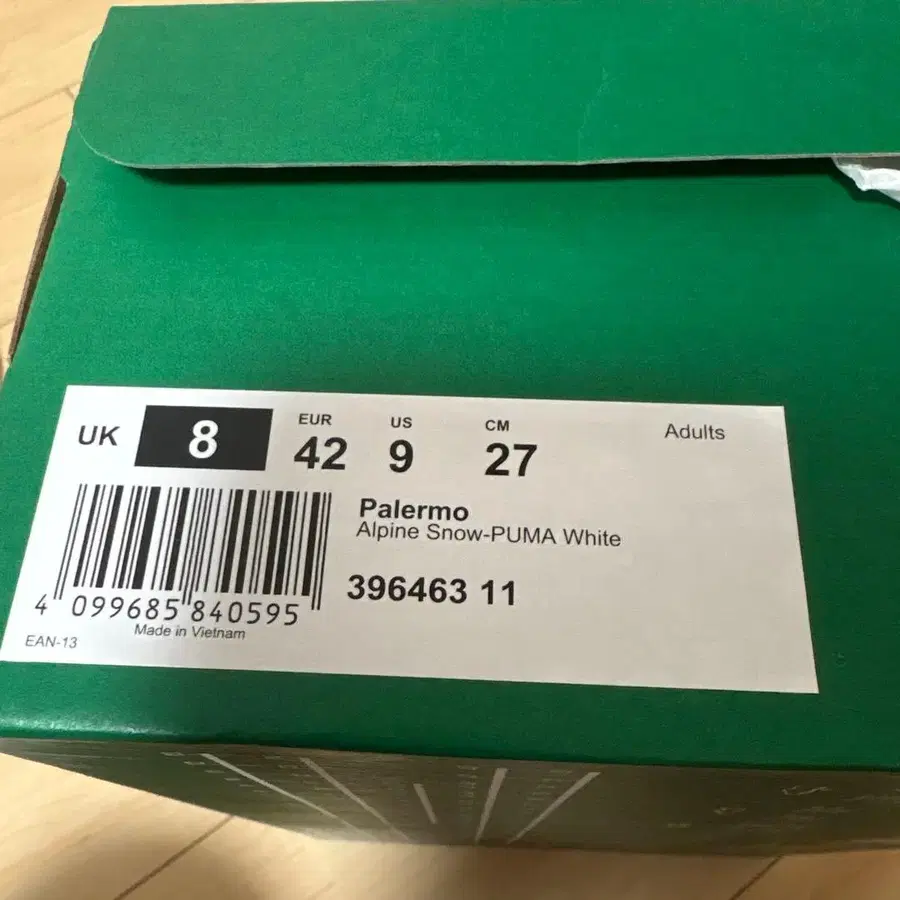 UK 8 EUR 42 US 9 CM 27 Adults
Palermo
Alpine Snow-PUMA White
396463 11
4 099685 840595
Made in Vietnam
EAN-13